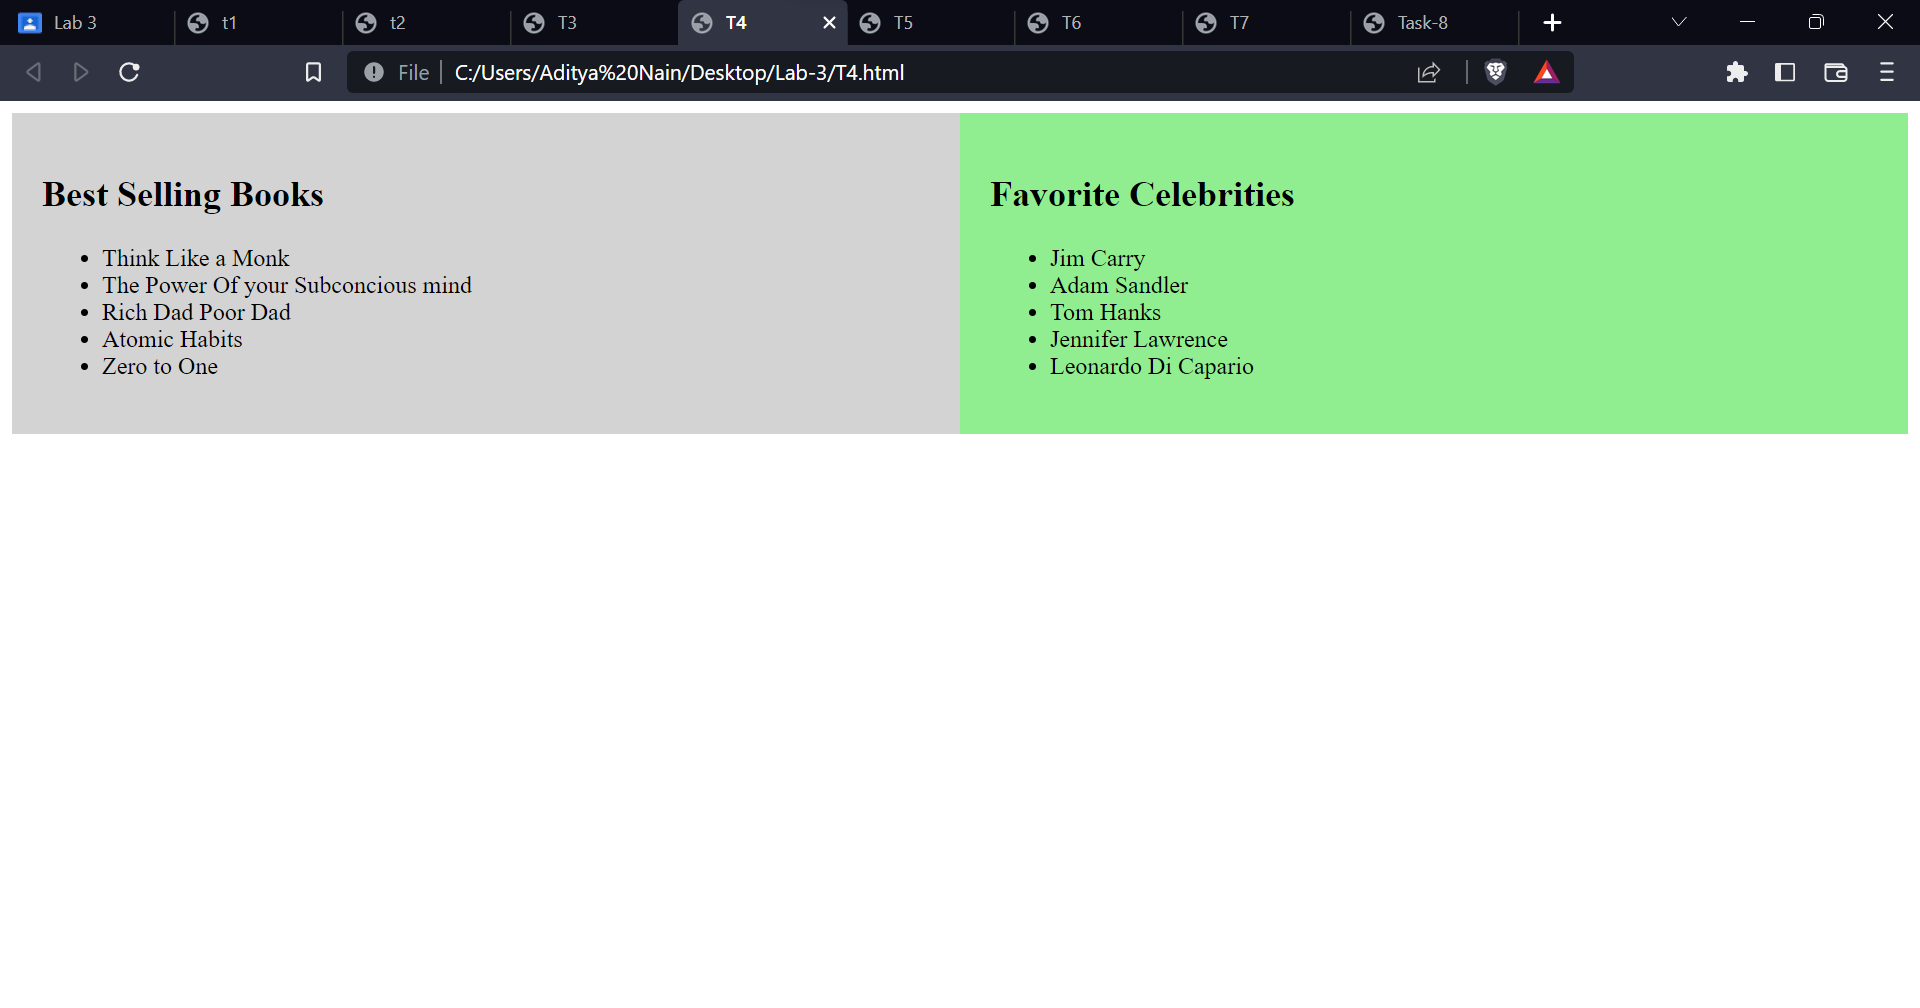 Lab 3
t1
t2
T3
T4
T5
T6
T7
Task-8
File
C:/Users/Aditya%20Nain/Desktop/Lab-3/T4.html
Best Selling Books
Think Like a Monk
The Power Of your Subconcious mind
Rich Dad Poor Dad
Atomic Habits
Zero to One
Favorite Celebrities
Jim Carry
Adam Sandler
Tom Hanks
Jennifer Lawrence
Leonardo Di Capario